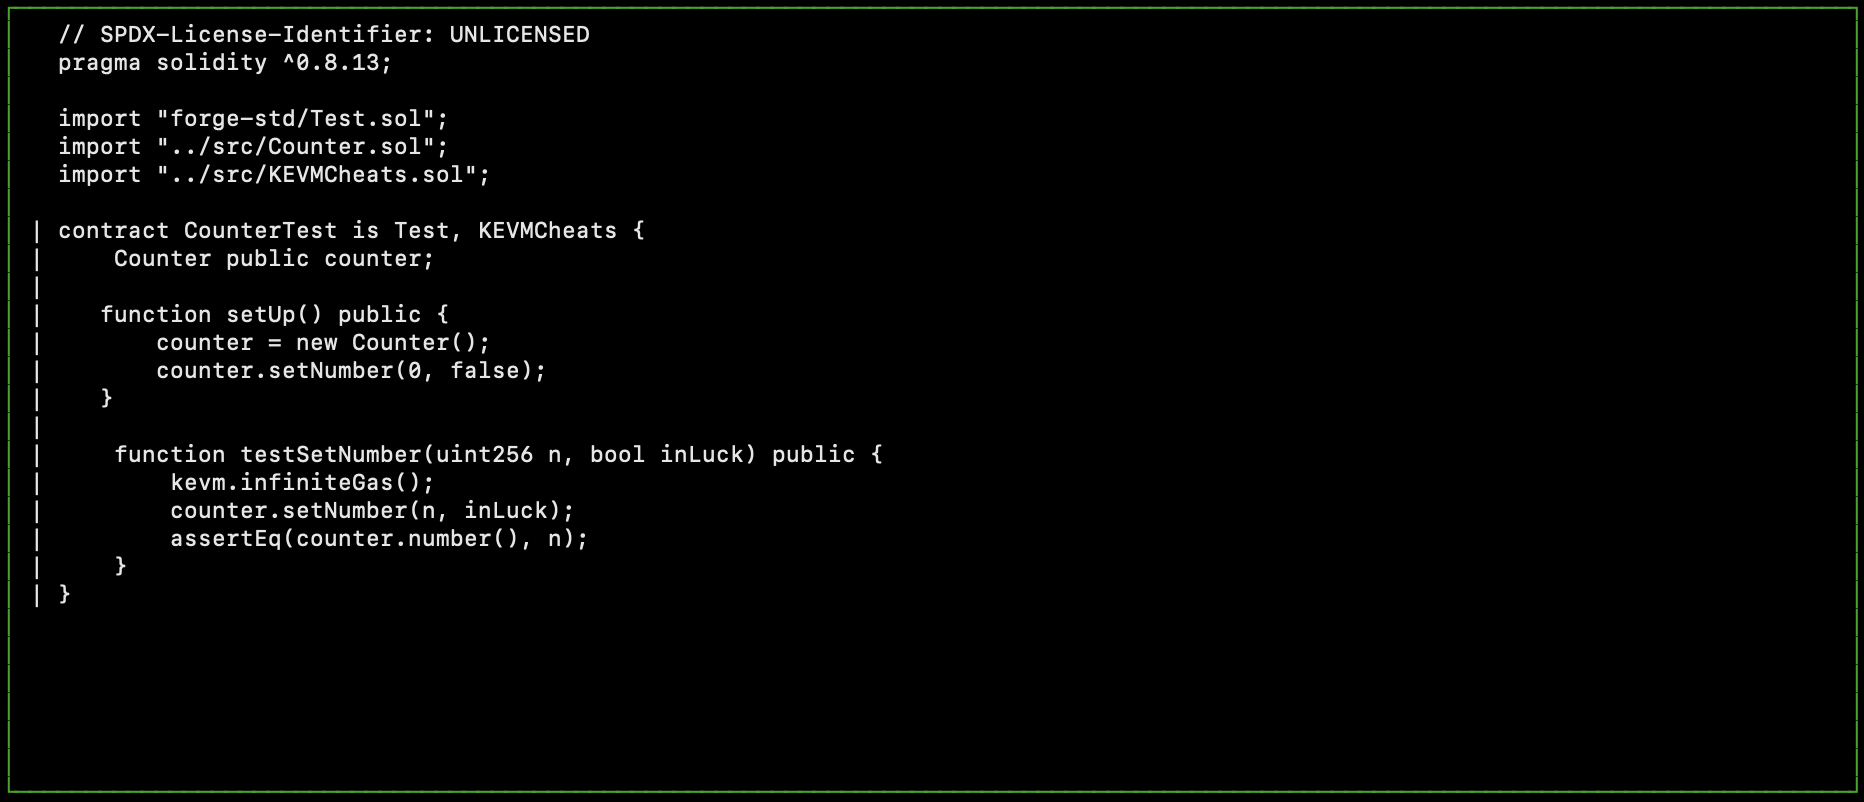 // SPDX-License-Identifier: UNLICENSED
pragma solidity ^0.8.13;

import "forge-std/Test.sol";
import "../src/Counter.sol";
import "../src/KEVMCheats.sol";

| contract CounterTest is Test, KEVMCheats {
|     Counter public counter;
|
|    function setUp() public {
|        counter = new Counter();
|        counter.setNumber(0, false);
|    }
|
|     function testSetNumber(uint256 n, bool inLuck) public {
|         kevm.infiniteGas();
|         counter.setNumber(n, inLuck);
|         assertEq(counter.number(), n);
|     }
| }